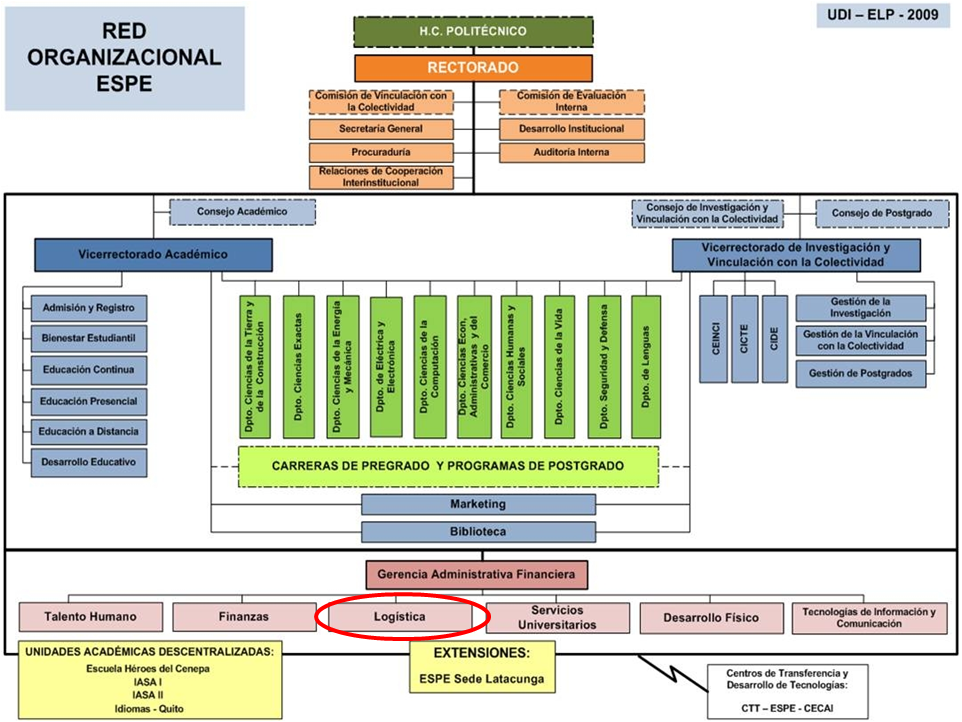 RED
ORGANIZACIONAL
ESPE
UDI – ELP - 2009
H.C. POLITÉCNICO
RECTORADO
Comisión de Vinculación con
la Colectividad
Comisión de Evaluación
Interna
Secretaría General
Desarrollo Institucional
Procuraduría
Auditoría Interna
Relaciones de Cooperación
Interinstitucional
Consejo Académico
Consejo de Investigación y
Vinculación con la Colectividad
Consejo de Postgrado
Vicerrectorado Académico
Vicerrectorado de Investigación y
Vinculación con la Colectividad
Admisión y Registro
Bienestar Estudiantil
Educación Continua
Educación Presencial
Educación a Distancia
Desarrollo Educativo
Dpto. Ciencias de la Tierra y
de la Construcción
Dpto. Ciencias Exactas
Dpto. Ciencias de la Energía
y Mecánica
Dpto. de Eléctrica y
Electrónica
Dpto. Ciencias de la
Computación
Dpto. Ciencias Econ,
Administrativas y del
Comercio
Dpto. Ciencias Humanas y
Sociales
Dpto. Ciencias de la Vida
Dpto. Seguridad y Defensa
Dpto. de Lenguas
CEINCI
CICTE
CIDE
Gestión de la
Investigación
Gestión de la Vinculación
con la Colectividad
Gestión de Postgrados
CARRERAS DE PREGRADO Y PROGRAMAS DE POSTGRADO
Marketing
Biblioteca
Gerencia Administrativa Financiera
Talento Humano
Finanzas
Logística
Servicios
Universitarios
Desarrollo Físico
Tecnologías de Información y
Comunicación
UNIDADES ACADÉMICAS DESCENTRALIZADAS:
Escuela Héroes del Cenepa
IASA I
IASA II
Idiomas - Quito
EXTENSIONES:
ESPE Sede Latacunga
Centros de Transferencia y
Desarrollo de Tecnologías:
CTT – ESPE - CECAI